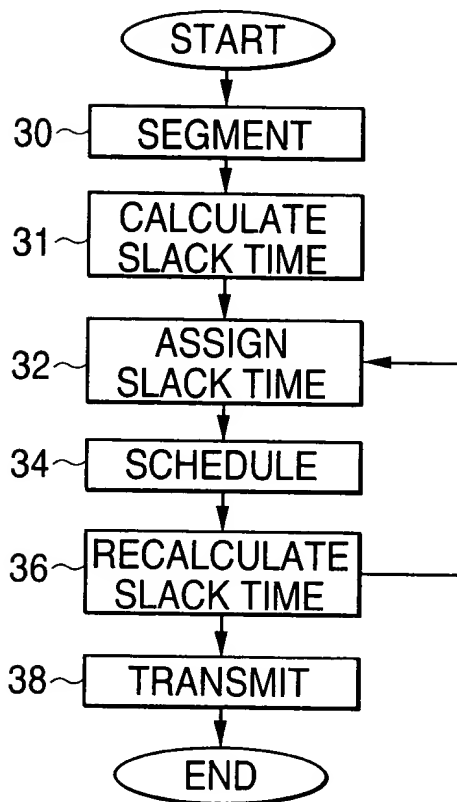 START
30 SEGMENT
31 CALCULATE
SLACK TIME
32 ASSIGN
SLACK TIME
34 SCHEDULE
36 RECALCULATE
SLACK TIME
38 TRANSMIT
END